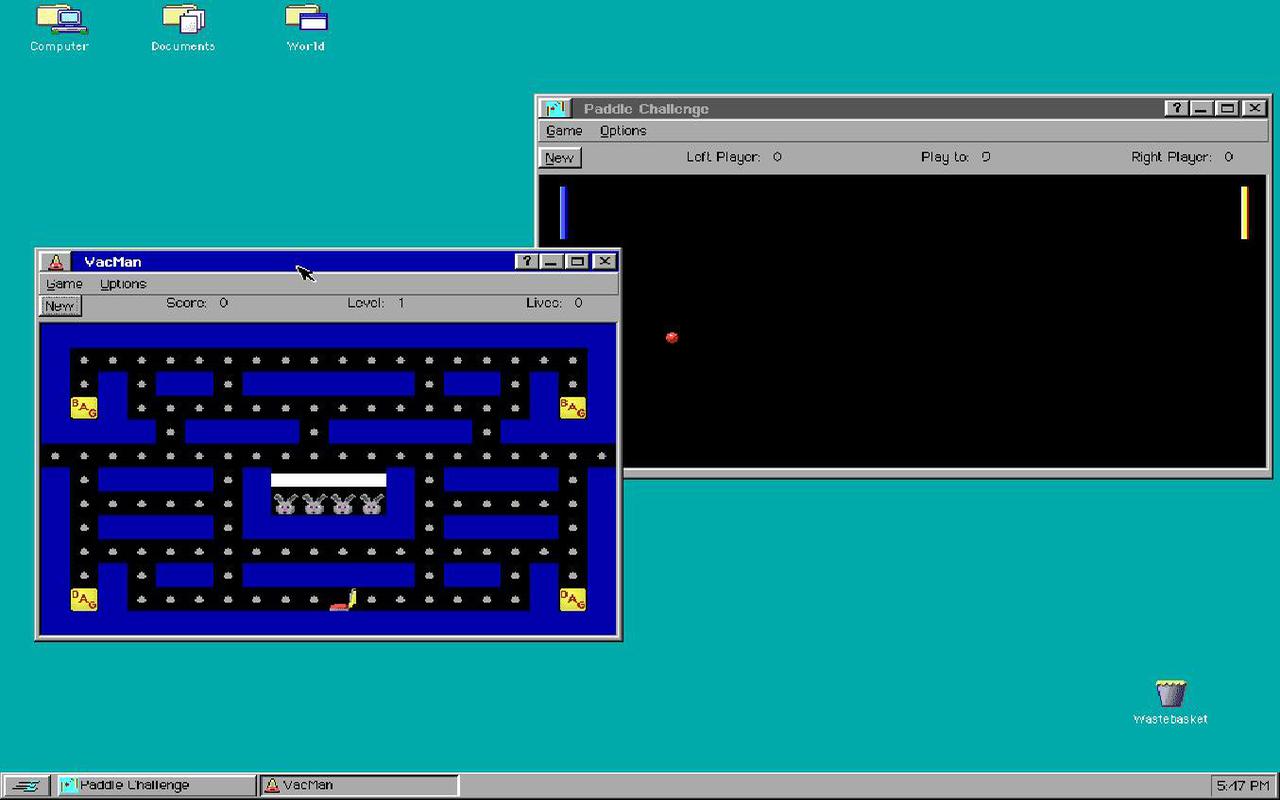 Computer
Documents
World
Paddle Challenge
?
Game Options
New Left Player: 0 Play to: 9 Right Player: 0
VacMan
?
Game Options
New Score: 0 Level: 1 Lives: 0
BAG BAG
BAG BAG
Wastebasket
Paddle Challenge VacMan 5:47 PM